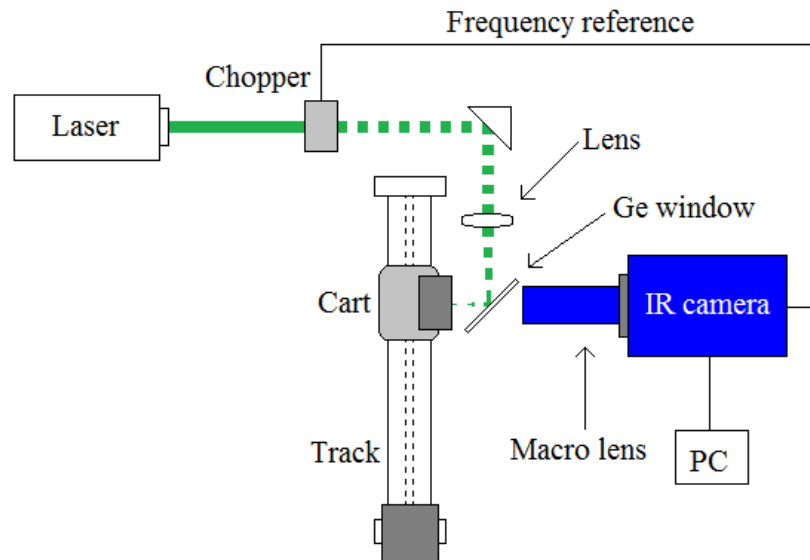 Frequency reference
Chopper
Laser
Lens
Ge window
Cart
IR camera
Track
Macro lens
PC